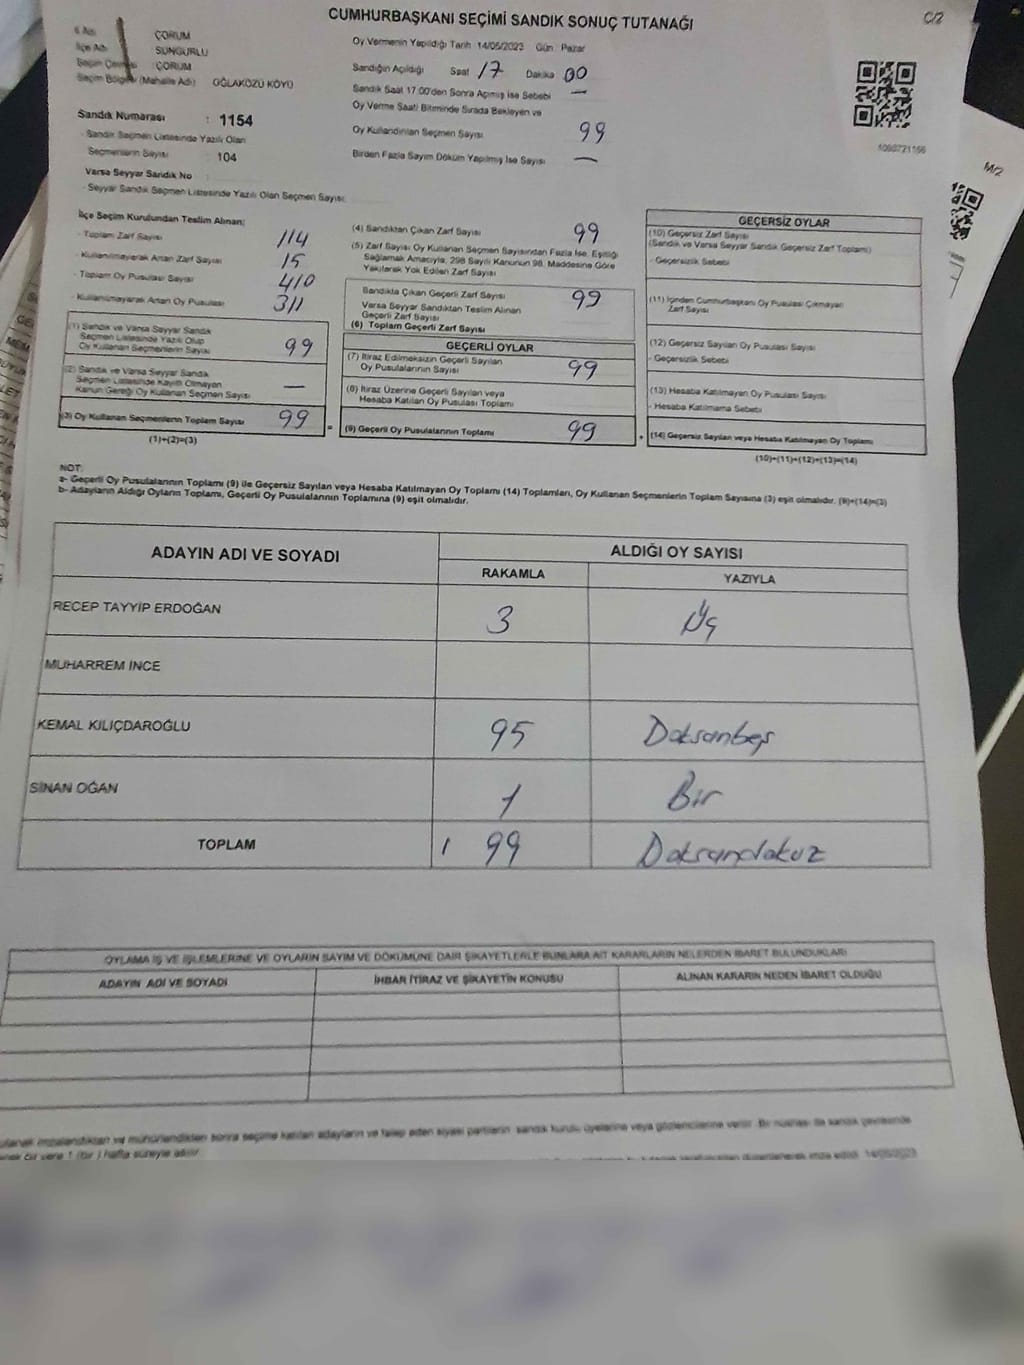 C/2
CUMHURBAŞKANI SEÇİMİ SANDIK SONUÇ TUTANAĞI
İl Adı : ÇORUM
İlçe Adı SUNGURLU
Seçim Çevresi : ÇORUM
Seçim Bölgesi (Mahalle Adı) OĞLAKÖZÜ KÖYÜ
Sandık Numarası : 1154
- Sandık Seçmen Listesinde Yazılı Olan
Seçmenlerin Sayısı : 104
Varsa Seyyar Sandık No
- Seyyar Sandık Seçmen Listesinde Yazılı Olan Seçmen Sayısı:
Oy Vermenin Yapıldığı Tarih 14/05/2023 Gün Pazar
Sandığın Açıldığı Saat 17 Dakika 00
Sandık Saat 17:00'den Sonra Açılmış İse Sebebi —
Oy Verme Saati Bitiminde Sırada Bekleyen ve
Oy Kullandırılan Seçmen Sayısı 99
Birden Fazla Sayım Döküm Yapılmış İse Sayısı —
M/2
İlçe Seçim Kurulundan Teslim Alınan;
- Toplam Zarf Sayısı 114
- Kullanılmayarak Artan Zarf Sayısı 15
- Toplam Oy Pusulası Sayısı 410
- Kullanılmayarak Artan Oy Pusulası 311
(1) Sandık ve Varsa Seyyar Sandık
Seçmen Listesinde Yazılı Olup
Oy Kullanan Seçmenlerin Sayısı 99
(2) Sandık ve Varsa Seyyar Sandık
Seçmen Listesinde Kayıtlı Olmayan
Kanun Gereği Oy Kullanan Seçmen Sayısı —
(3) Oy Kullanan Seçmenlerin Toplam Sayısı 99
(1)+(2)=(3)
(4) Sandıktan Çıkan Zarf Sayısı 99
(5) Zarf Sayısı Oy Kullanan Seçmen Sayısından Fazla İse, Eşitliği
Sağlamak Amacıyla, 298 Sayılı Kanunun 98. Maddesine Göre
Yakılarak Yok Edilen Zarf Sayısı
Sandıkta Çıkan Geçerli Zarf Sayısı 99
Varsa Seyyar Sandıktan Teslim Alınan
Geçerli Zarf Sayısı
(6) Toplam Geçerli Zarf Sayısı
GEÇERLİ OYLAR
(7) İtiraz Edilmeksizin Geçerli Sayılan
Oy Pusulalarının Sayısı 99
(8) İtiraz Üzerine Geçerli Sayılan veya
Hesaba Katılan Oy Pusulası Toplamı
= (9) Geçerli Oy Pusulalarının Toplamı 99
GEÇERSİZ OYLAR
(10) Geçersiz Zarf Sayısı
(Sandık ve Varsa Seyyar Sandık Geçersiz Zarf Toplamı)
- Geçersizlik Sebebi
(11) İçinden Cumhurbaşkanı Oy Pusulası Çıkmayan
Zarf Sayısı
(12) Geçersiz Sayılan Oy Pusulası Sayısı
- Geçersizlik Sebebi
(13) Hesaba Katılmayan Oy Pusulası Sayısı
- Hesaba Katılmama Sebebi
+ (14) Geçersiz Sayılan veya Hesaba Katılmayan Oy Toplamı
(10)+(11)+(12)+(13)=(14)
NOT:
a- Geçerli Oy Pusulalarının Toplamı (9) ile Geçersiz Sayılan veya Hesaba Katılmayan Oy Toplamı (14) Toplamları, Oy Kullanan Seçmenlerin Toplam Sayısına (3) eşit olmalıdır. (9)+(14)=(3)
b- Adayların Aldığı Oyların Toplamı, Geçerli Oy Pusulalarının Toplamına (9) eşit olmalıdır.
ADAYIN ADI VE SOYADI ALDIĞI OY SAYISI
RAKAMLA YAZIYLA
RECEP TAYYİP ERDOĞAN 3 Üç
MUHARREM İNCE
KEMAL KILIÇDAROĞLU 95 Doksanbeş
SİNAN OĞAN 1 Bir
TOPLAM 99 Doksandokuz
OYLAMA İŞ VE İŞLEMLERİNE VE OYLARIN SAYIM VE DÖKÜMÜNE DAİR ŞİKAYETLERLE BUNLARA AİT KARARLARIN NELERDEN İBARET BULUNDUKLARI
ADAYIN ADI VE SOYADI İHBAR İTİRAZ VE ŞİKAYETİN KONUSU ALINAN KARARIN NEDEN İBARET OLDUĞU
imzalandıktan ve mühürlendikten sonra seçime katılan adayların ve talep eden siyasi partilerin sandık kurulu üyelerine veya gözlemcilerine verilir. Bir nüshası da sandık çevresinde
bir yere 1 (bir) hafta süreyle asılır. 14/05/2023